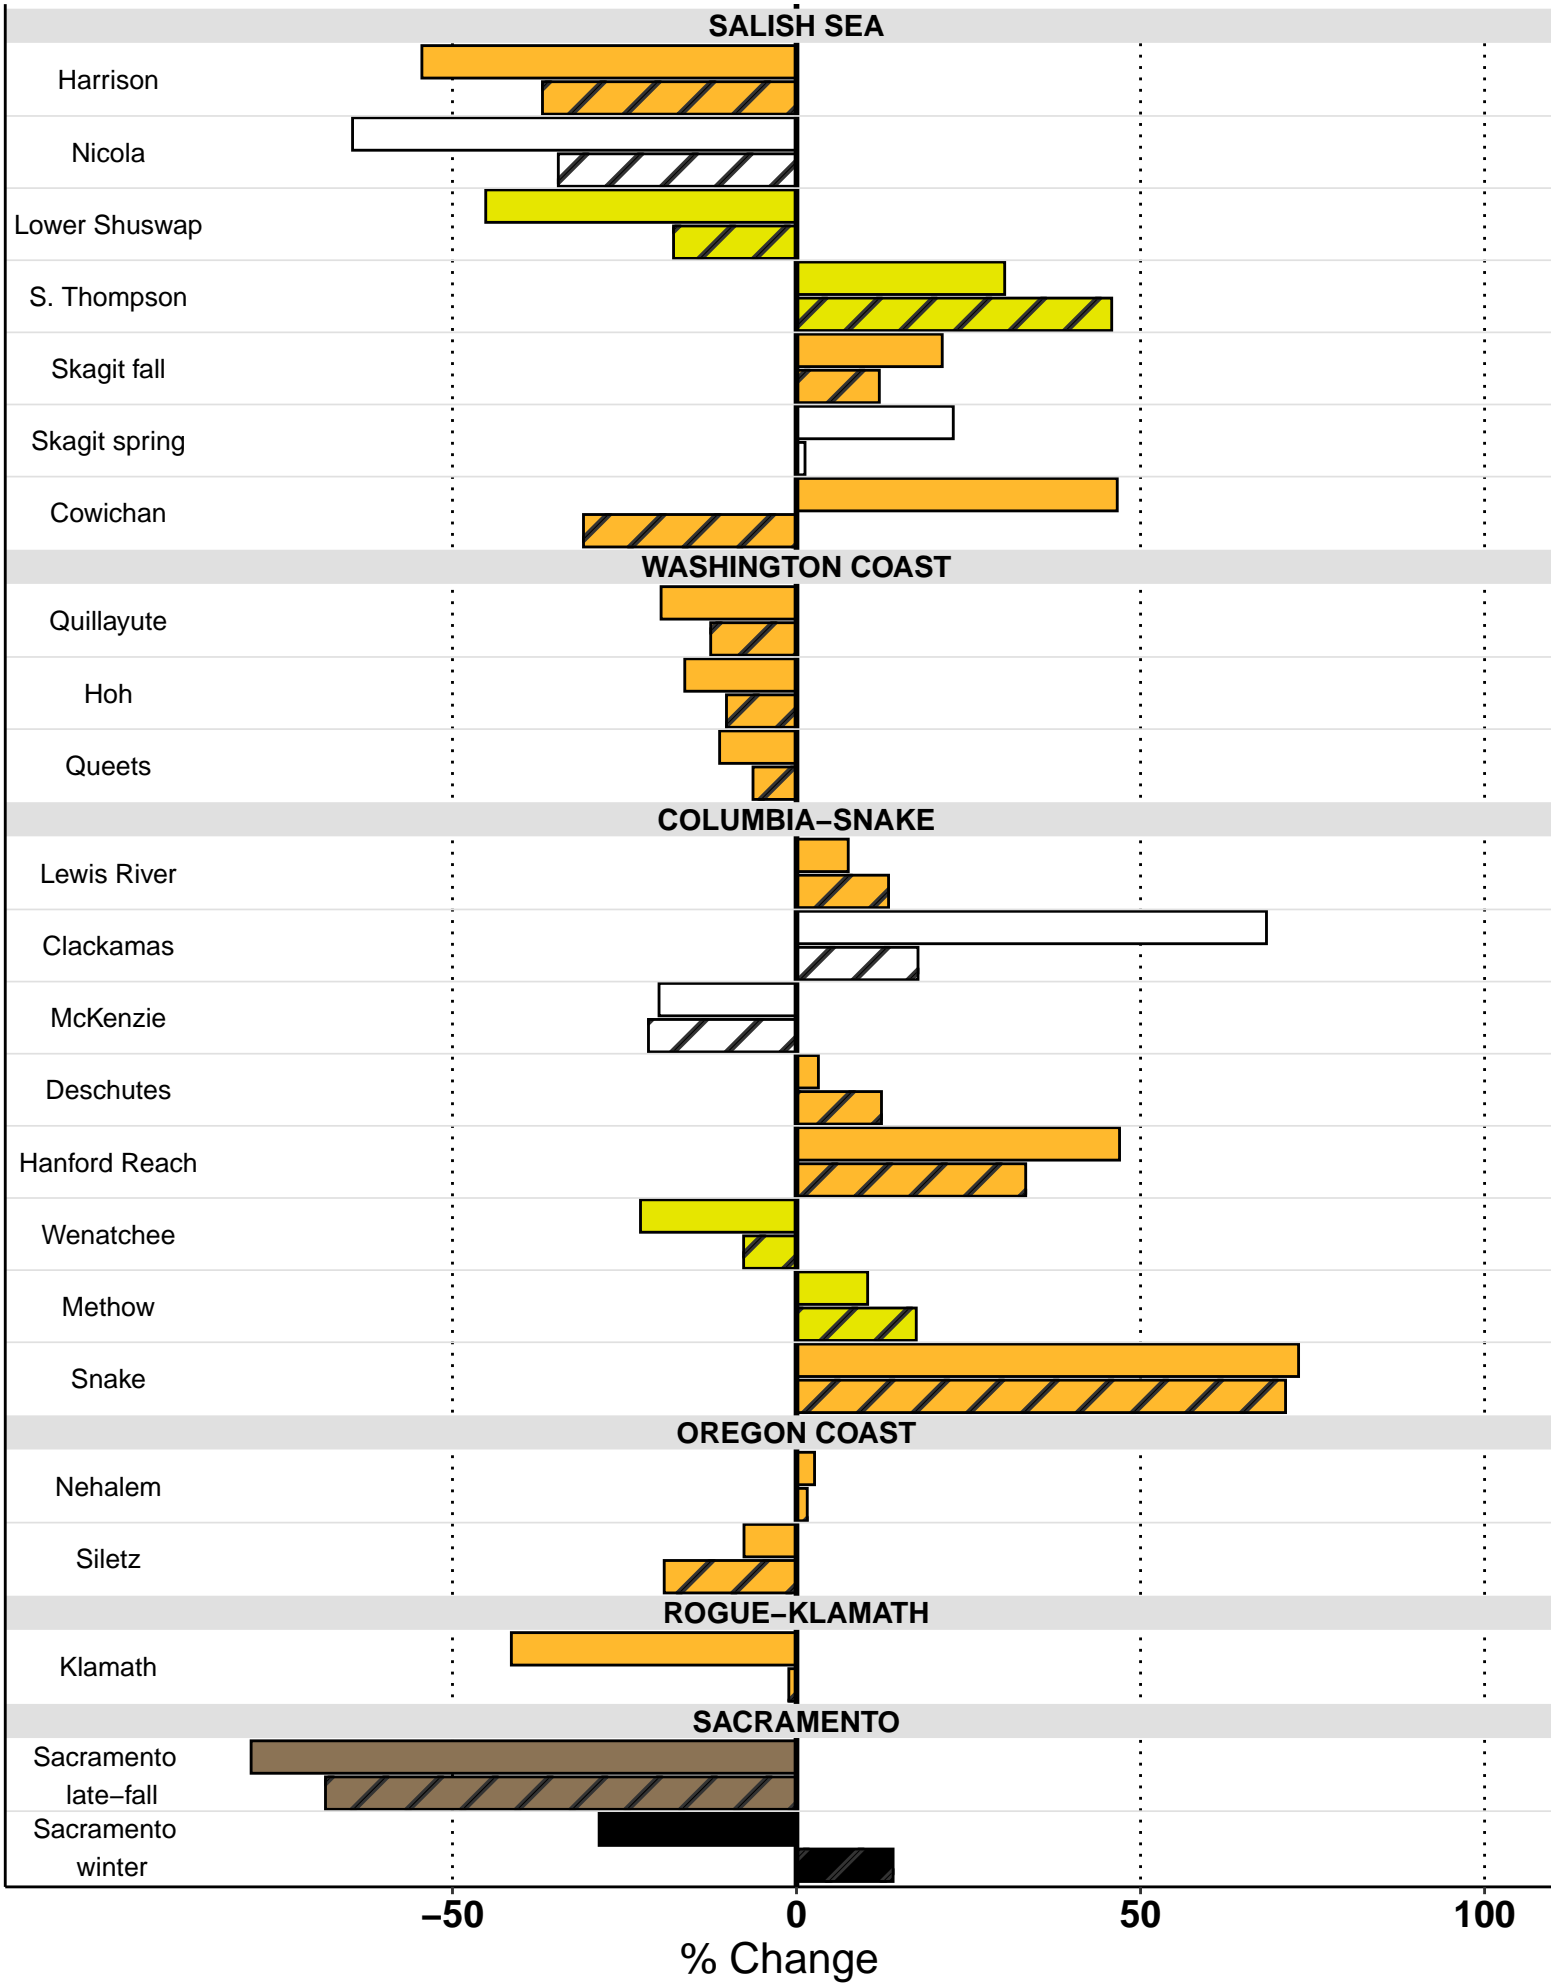 SALISH SEA
Harrison
Nicola
Lower Shuswap
S. Thompson
Skagit fall
Skagit spring
Cowichan
WASHINGTON COAST
Quillayute
Hoh
Queets
COLUMBIA–SNAKE
Lewis River
Clackamas
McKenzie
Deschutes
Hanford Reach
Wenatchee
Methow
Snake
OREGON COAST
Nehalem
Siletz
ROGUE–KLAMATH
Klamath
SACRAMENTO
Sacramento
late–fall
Sacramento
winter
–50 0 50 100
% Change